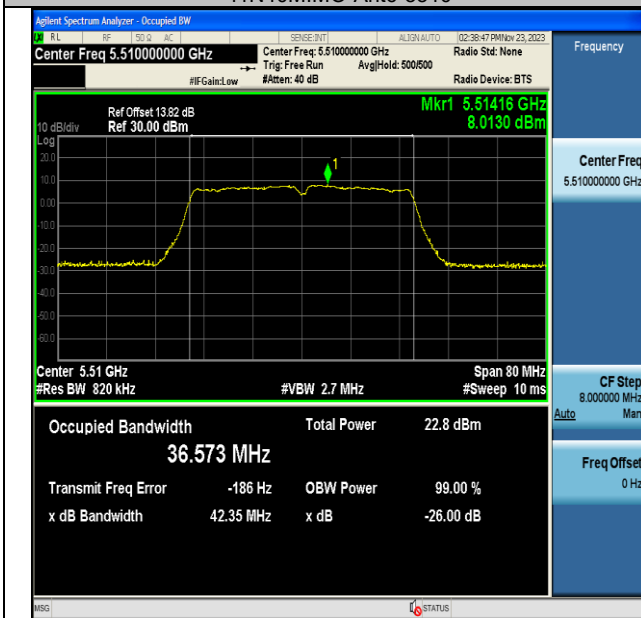 Agilent Spectrum Analyzer - Occupied BW
RL RF 50 Ω AC SENSE:INT ALIGN AUTO 02:38:47 PM Nov 23, 2023
Center Freq 5.510000000 GHz Center Freq: 5.510000000 GHz Radio Std: None
Trig: Free Run Avg|Hold: 500/500
#IFGain:Low #Atten: 40 dB Radio Device: BTS
Frequency
Ref Offset 13.82 dB Mkr1 5.51416 GHz
10 dB/div Ref 30.00 dBm 8.0130 dBm
Log
20.0
10.0
0.00
-10.0
-20.0
-30.0
-40.0
-50.0
-60.0
1
Center 5.51 GHz Span 80 MHz
#Res BW 820 kHz #VBW 2.7 MHz #Sweep 10 ms
Occupied Bandwidth Total Power 22.8 dBm
36.573 MHz
Transmit Freq Error -186 Hz OBW Power 99.00 %
x dB Bandwidth 42.35 MHz x dB -26.00 dB
Center Freq
5.510000000 GHz
CF Step
8.000000 MHz
Auto Man
Freq Offset
0 Hz
MSG STATUS